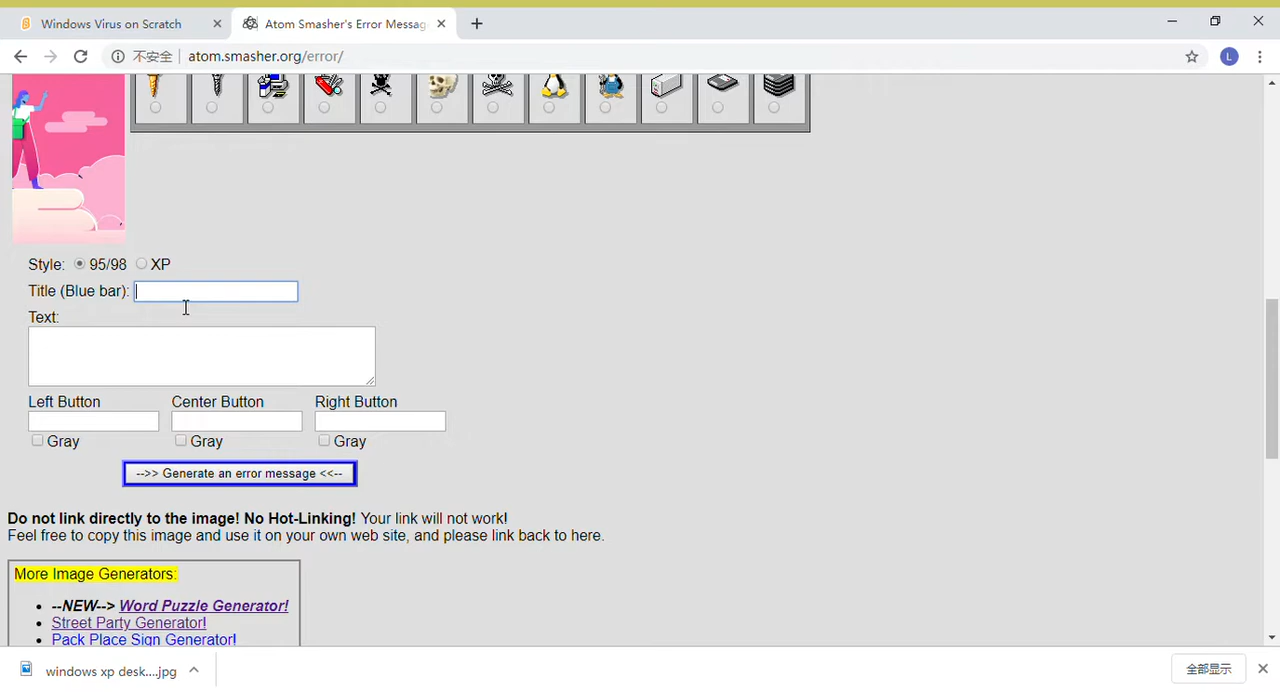 Windows Virus on Scratch
Atom Smasher's Error Messag
不安全
atom.smasher.org/error/
L
Style: 95/98 XP
Title (Blue bar):
Text:
Left Button Center Button Right Button
Gray Gray Gray
-->> Generate an error message <<--
Do not link directly to the image! No Hot-Linking! Your link will not work!
Feel free to copy this image and use it on your own web site, and please link back to here.
More Image Generators:
--NEW--> Word Puzzle Generator!
Street Party Generator!
Pack Place Sign Generator!
windows xp desk....jpg
全部显示